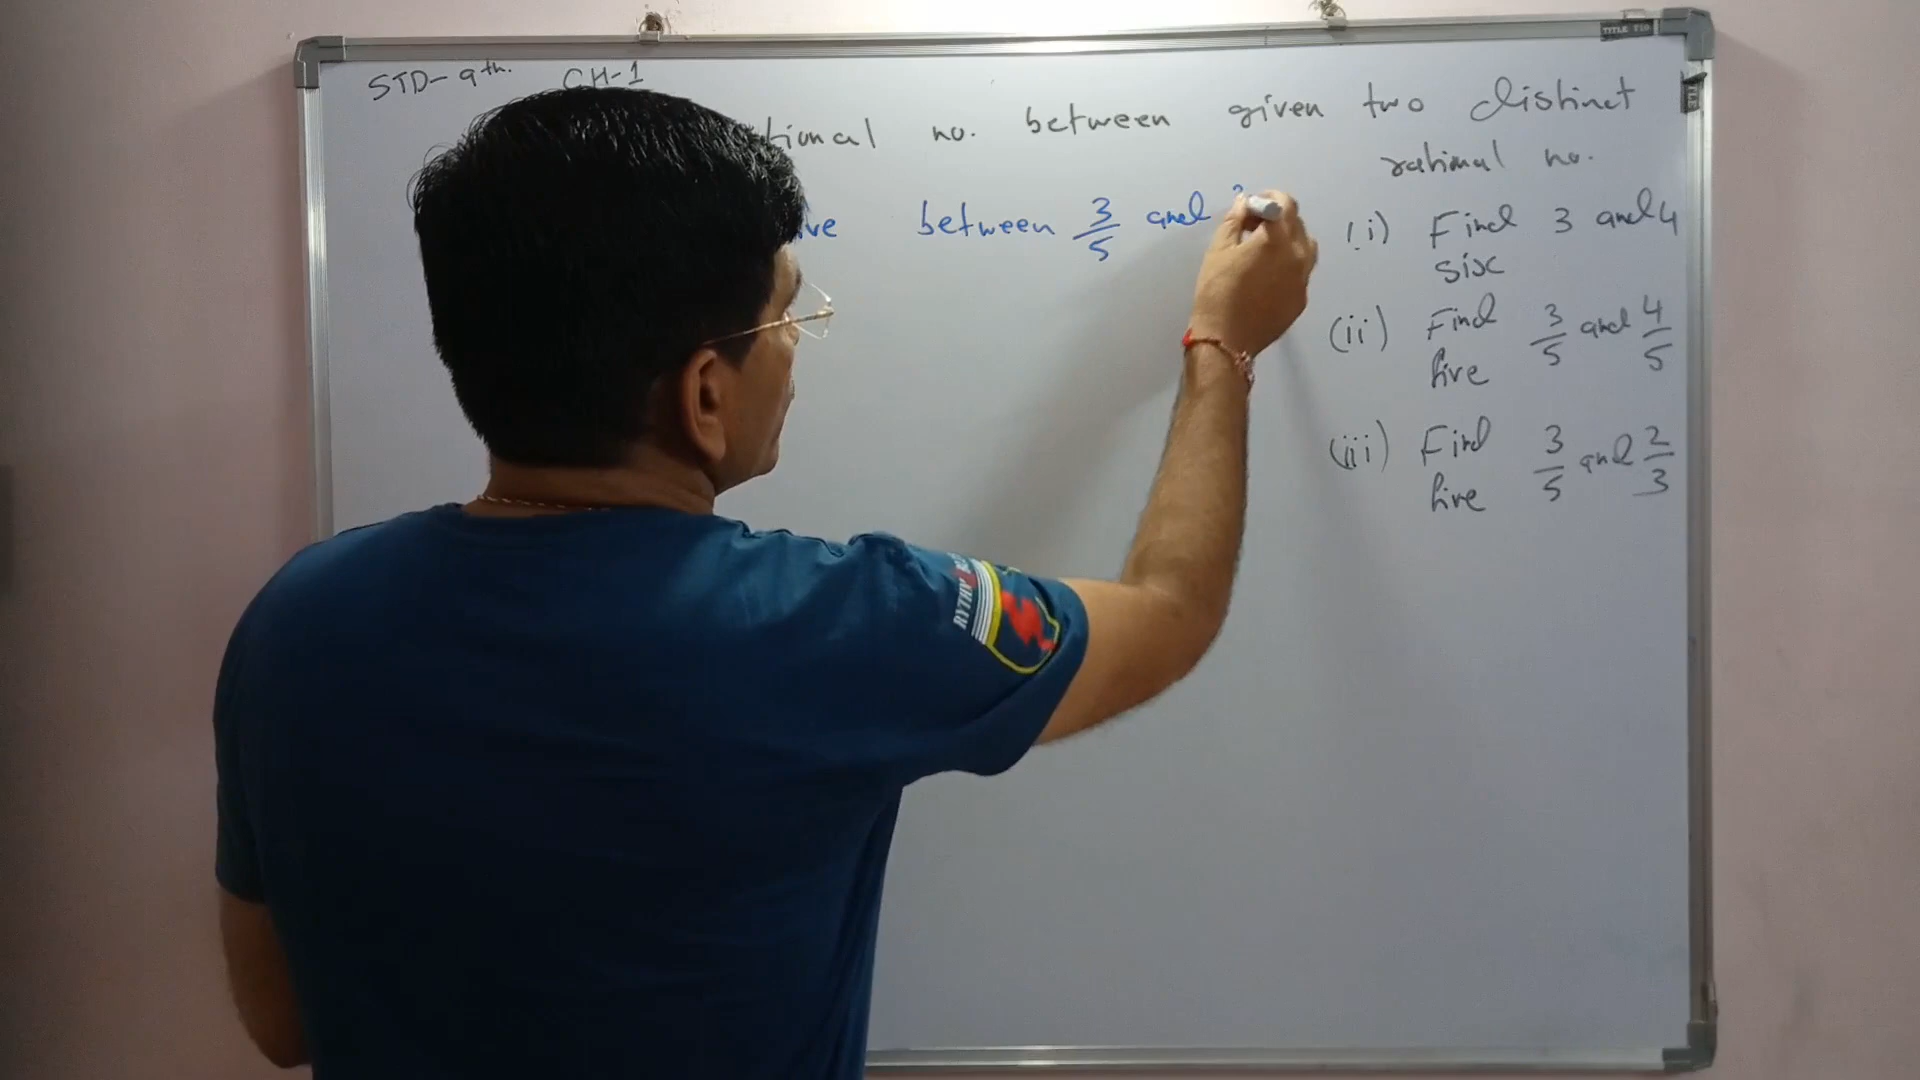 STD- 9th. CH-1
tional no. between given two distinct
rational no.
ive between 3/5 and
(i) Find 3 and 4
six
(ii) Find 3/5 and 4/5
five
(iii) Find 3/5 and 2/3
five